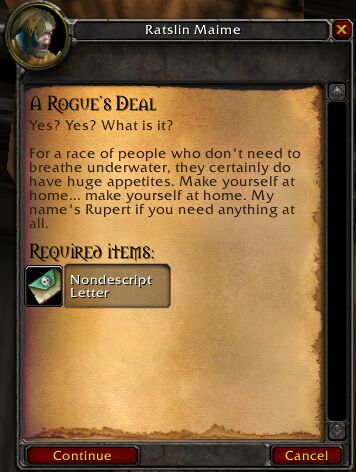 Ratslin Maime
A Rogue's Deal
Yes? Yes? What is it?
For a race of people who don't need to
breathe underwater, they certainly do
have huge appetites. Make yourself at
home... make yourself at home. My
name's Rupert if you need anything at
all.
Required items:
Nondescript
Letter
Continue
Cancel